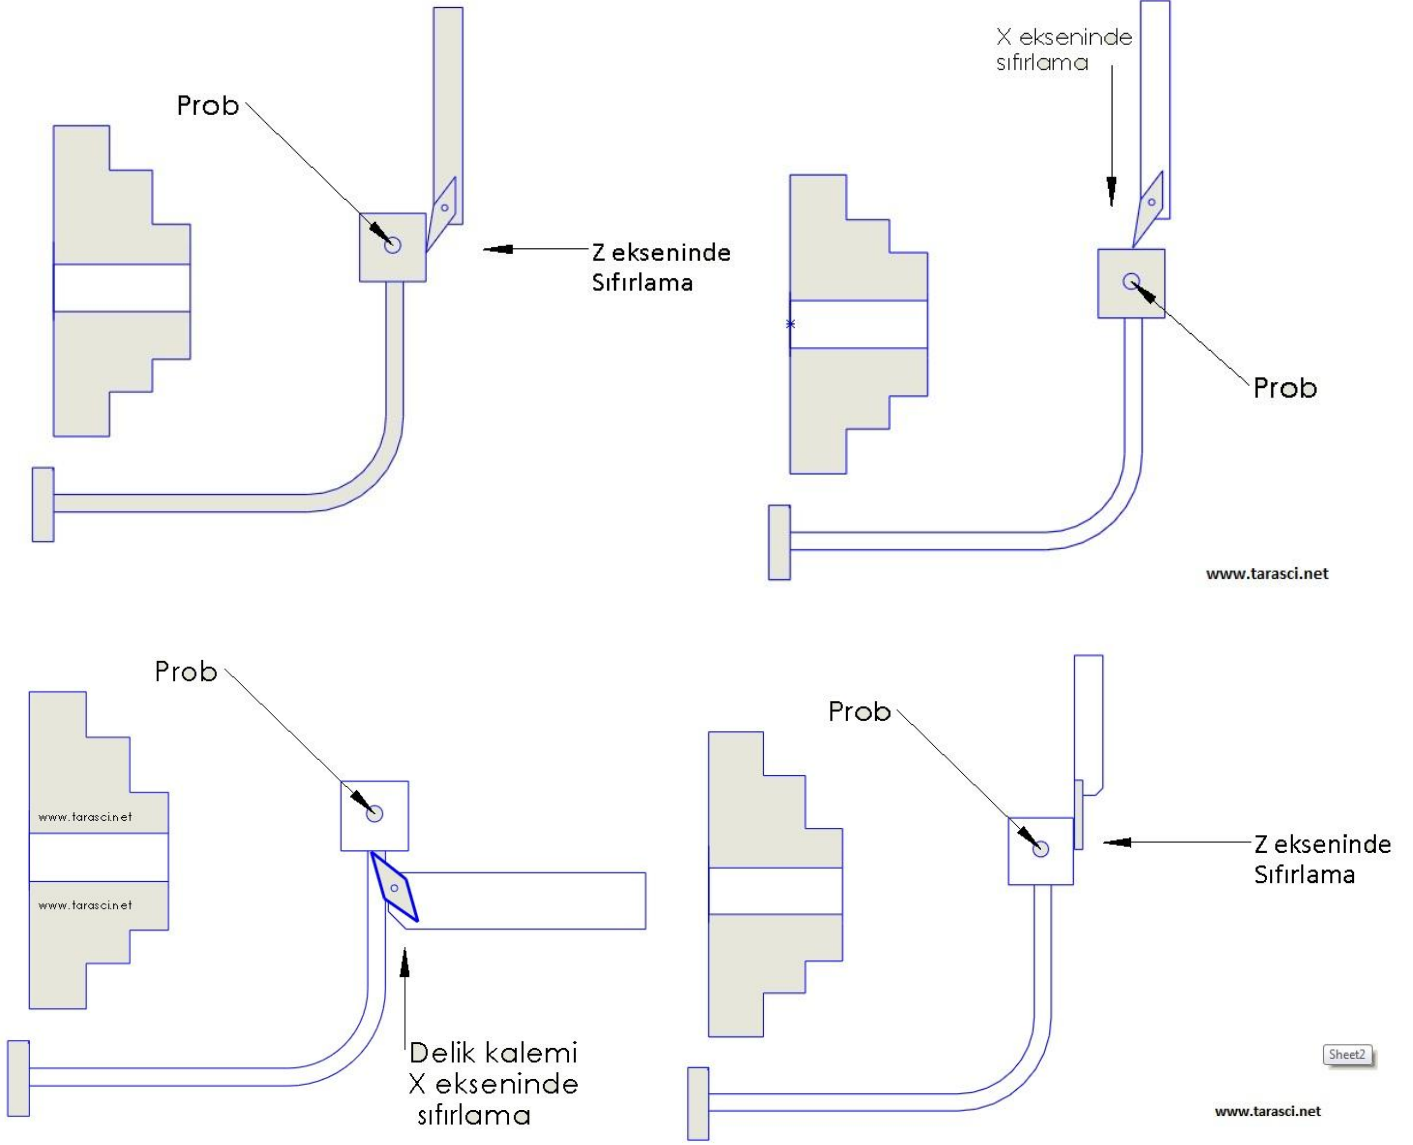 Prob
Z ekseninde
Sıfırlama
X ekseninde
sıfırlama
Prob
www.tarasci.net
Prob
www.tarasci.net
www.tarasci.net
Delik kalemi
X ekseninde
sıfırlama
Prob
Z ekseninde
Sıfırlama
Sheet2
www.tarasci.net